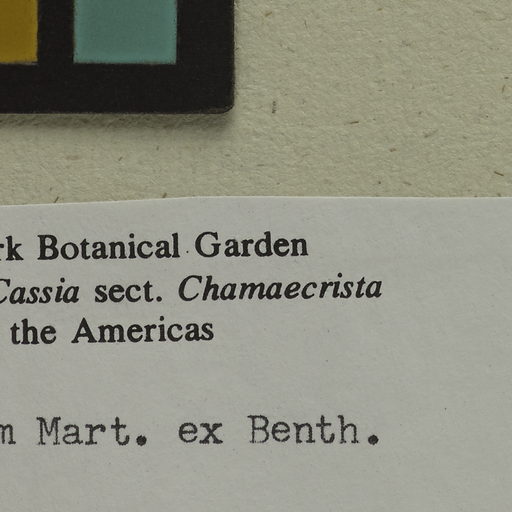 rk Botanical Garden
Cassia sect. Chamaecrista
the Americas
m Mart. ex Benth.